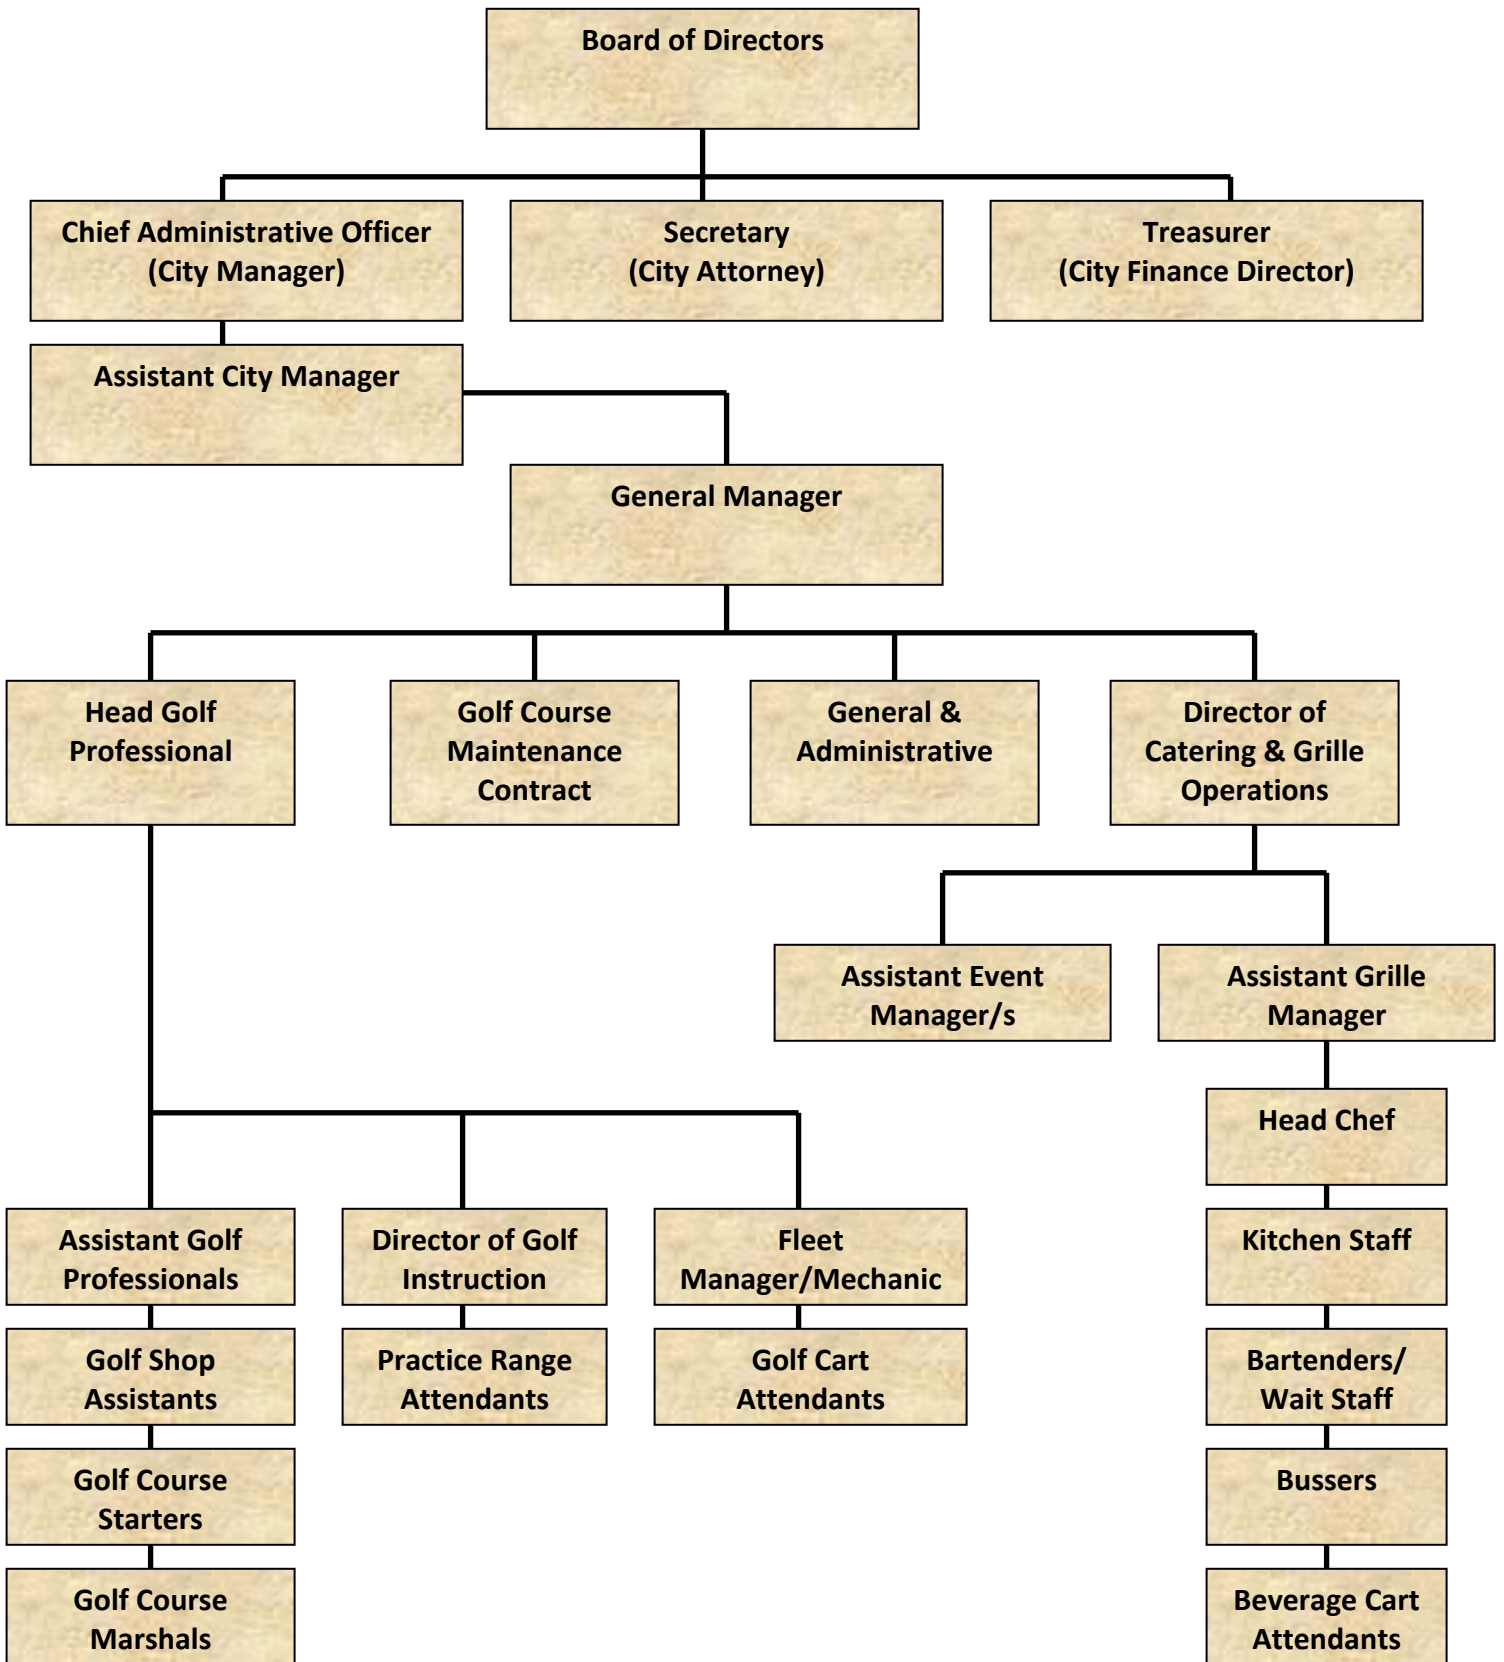 Board of Directors
Chief Administrative Officer
(City Manager)
Secretary
(City Attorney)
Treasurer
(City Finance Director)
Assistant City Manager
General Manager
Head Golf
Professional
Golf Course
Maintenance
Contract
General &
Administrative
Director of
Catering & Grille
Operations
Assistant Event
Manager/s
Assistant Grille
Manager
Head Chef
Assistant Golf
Professionals
Director of Golf
Instruction
Fleet
Manager/Mechanic
Kitchen Staff
Golf Shop
Assistants
Practice Range
Attendants
Golf Cart
Attendants
Bartenders/
Wait Staff
Golf Course
Starters
Bussers
Golf Course
Marshals
Beverage Cart
Attendants